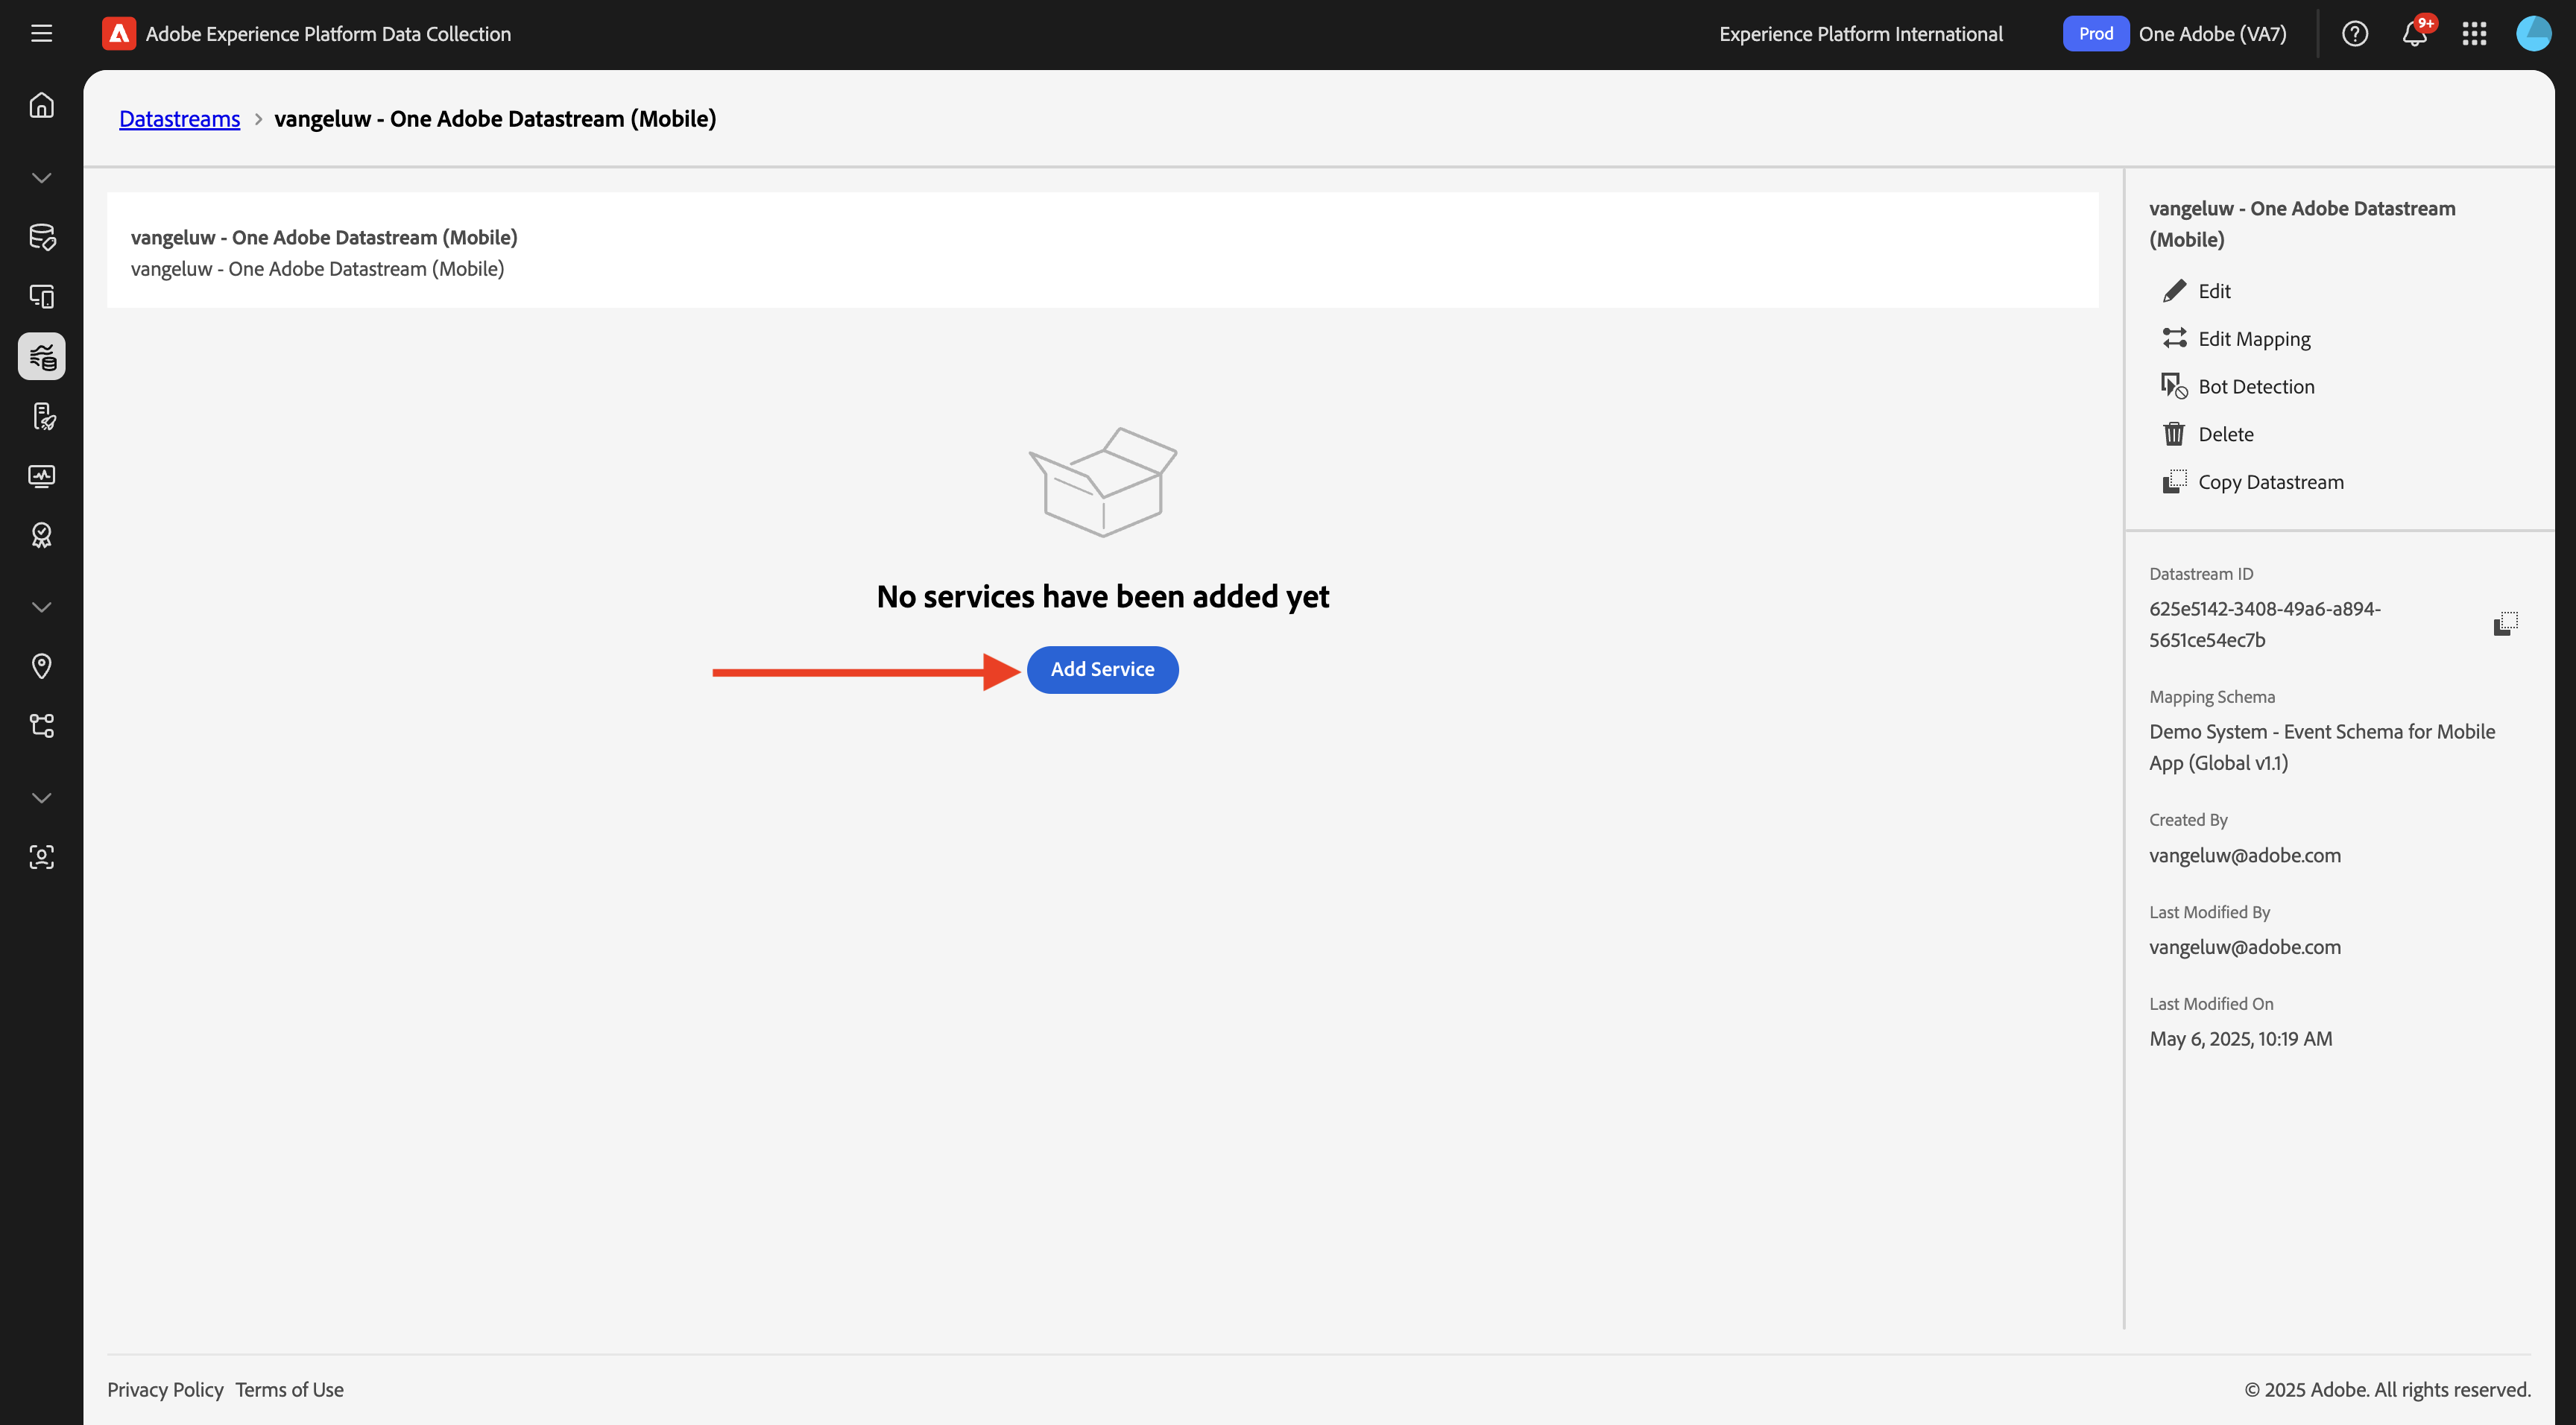 Adobe Experience Platform Data Collection
Experience Platform International
Prod
One Adobe (VA7)
9+
Datastreams > vangeluw - One Adobe Datastream (Mobile)
vangeluw - One Adobe Datastream (Mobile)
vangeluw - One Adobe Datastream (Mobile)
No services have been added yet
Add Service
vangeluw - One Adobe Datastream
(Mobile)
Edit
Edit Mapping
Bot Detection
Delete
Copy Datastream
Datastream ID
625e5142-3408-49a6-a894-
5651ce54ec7b
Mapping Schema
Demo System - Event Schema for Mobile
App (Global v1.1)
Created By
vangeluw@adobe.com
Last Modified By
vangeluw@adobe.com
Last Modified On
May 6, 2025, 10:19 AM
Privacy Policy Terms of Use
© 2025 Adobe. All rights reserved.